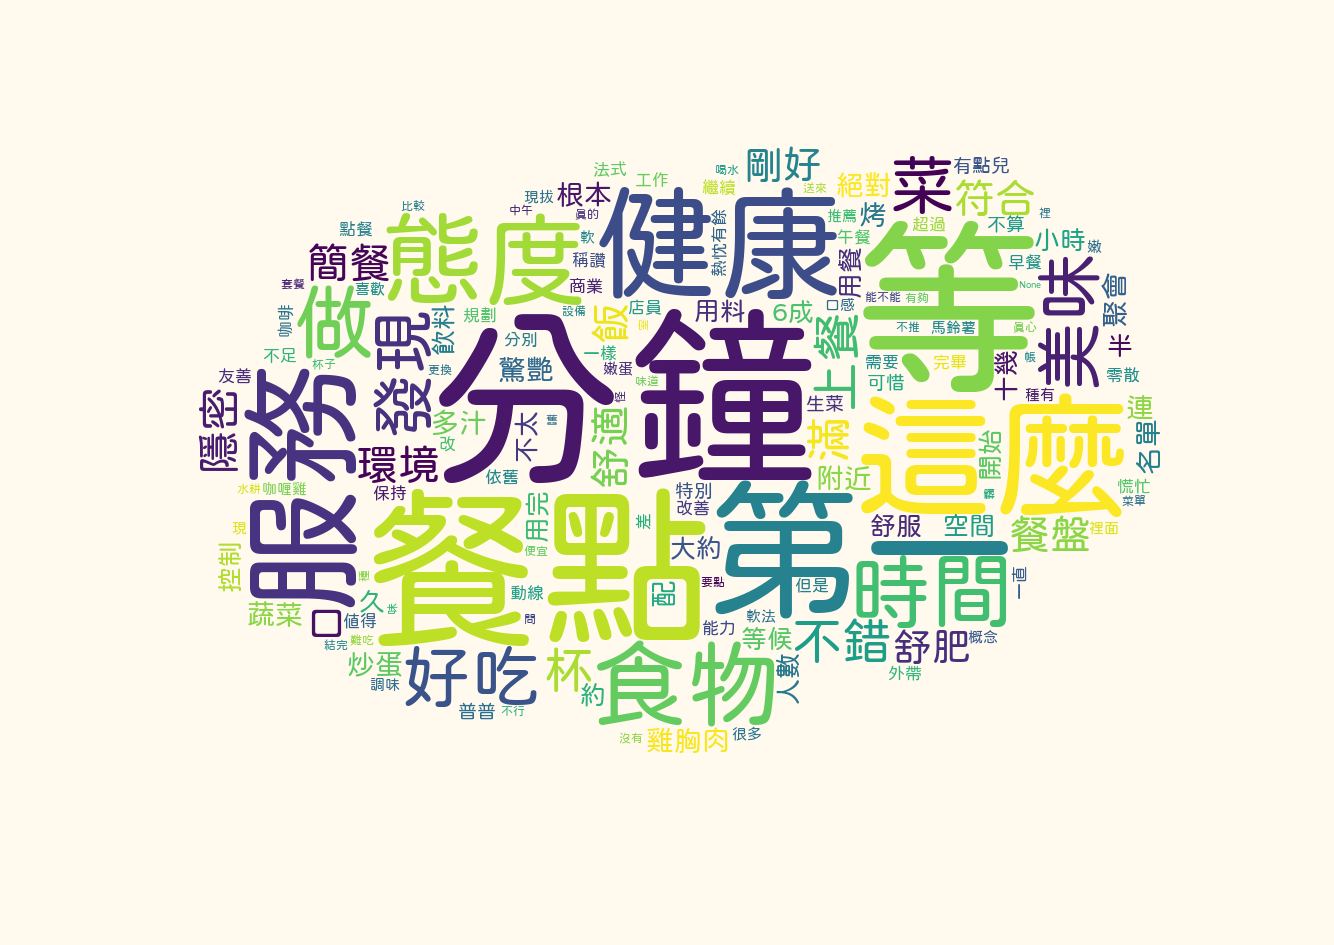 剛好
喝水
法式
工作
繼續
送來
絕對
菜
有點兒
符合
根本
現拔
中午
真的
比較
點餐
態度
健康
熱忱有餘
推薦
午餐
烤
超過
不算
裡
小時
嫩
簡餐
套餐
喜歡
稱讚
軟
商業
用餐
等
早餐
None
美味
聚會
做
咖啡
不足
杯子
現
發
飲料
規劃
設備
店員
用料
6成
口感
能不能
有夠
上餐
不推
馬鈴薯
真心
半
帳
十幾
種有
零散
分鐘
分別
一樣
飯
嫩蛋
味道
驚艷
更換
友善
隱密
服務
多汁
改
不太
依舊
舒適
生菜
滿
需要
完畢
可惜
附近
這麼
開始
連
名單
慌忙
菜單
環境
保持
水耕
咖喱雞
現
控制
蔬菜
餐點
用完
便宜
差
特別
改善
大約
第一
舒服
空間
餐盤
裡面
時間
一直
但是
要點
配
動線
久
值得
口
結完
難吃
炒蛋
調味
好吃
普普
不行
杯
約
食物
能力
軟法
等候
人數
不錯
舒肥
概念
外帶
沒有
雞胸肉
很多